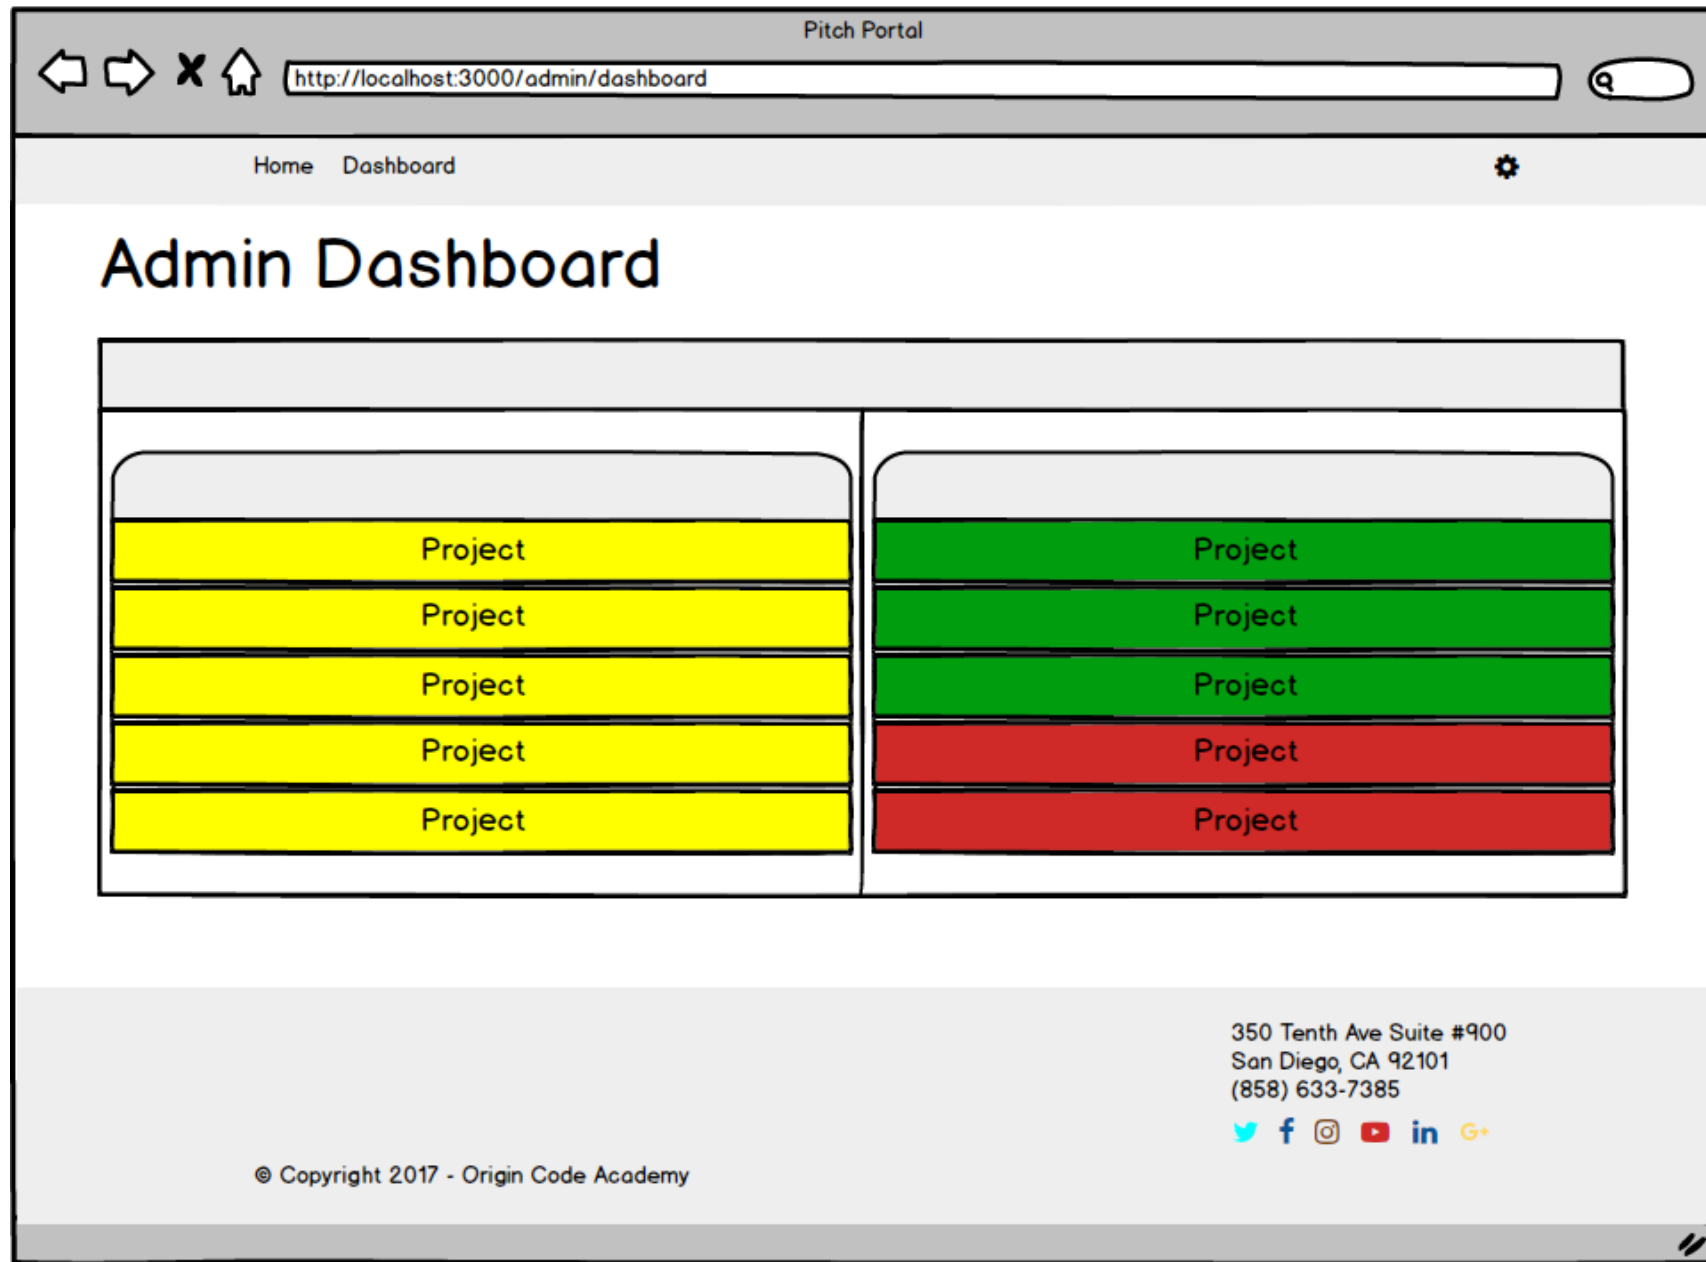 Pitch Portal
http://localhost:3000/admin/dashboard
Home Dashboard
Admin Dashboard
Project
Project
Project
Project
Project
Project
Project
Project
Project
Project
350 Tenth Ave Suite #900
San Diego, CA 92101
(858) 633-7385
f in G+
© Copyright 2017 - Origin Code Academy